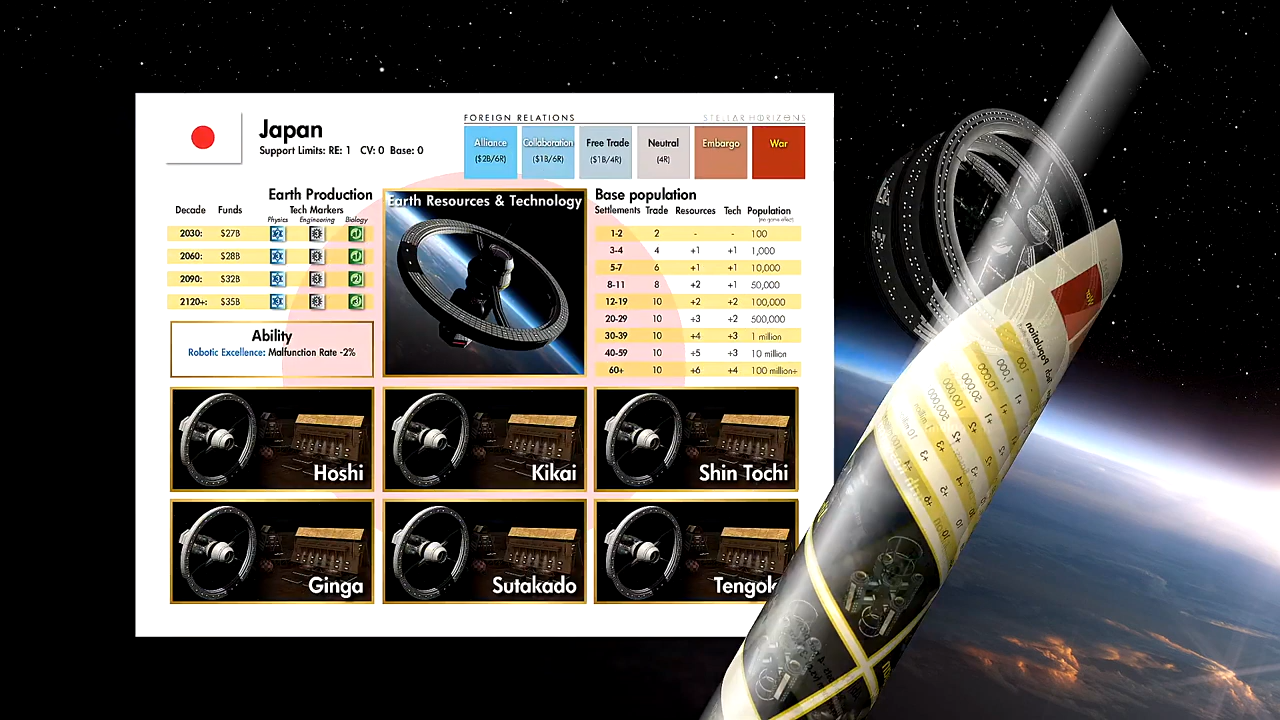 Japan
Support Limits: RE: 1 CV: 0 Base: 0
FOREIGN RELATIONS
STELLAR HORIZONS
Alliance
($2B/6R)
Collaboration
($1B/6R)
Free Trade
($1B/4R)
Neutral
(4R)
Embargo
War
Earth Production
Decade Funds Tech Markers
Physics Engineering Biology
2030: $27B
2060: $28B
2090: $32B
2120+: $35B
Ability
Robotic Excellence: Malfunction Rate -2%
Earth Resources & Technology
Base population
Settlements Trade Resources Tech Population
(no game effect)
1-2 2 - - 100
3-4 4 +1 +1 1,000
5-7 6 +1 +1 10,000
8-11 8 +2 +1 50,000
12-19 10 +2 +2 100,000
20-29 10 +3 +2 500,000
30-39 10 +4 +3 1 million
40-59 10 +5 +3 10 million
60+ 10 +6 +4 100 million+
Hoshi
Kikai
Shin Tochi
Ginga
Sutakado
Tengok